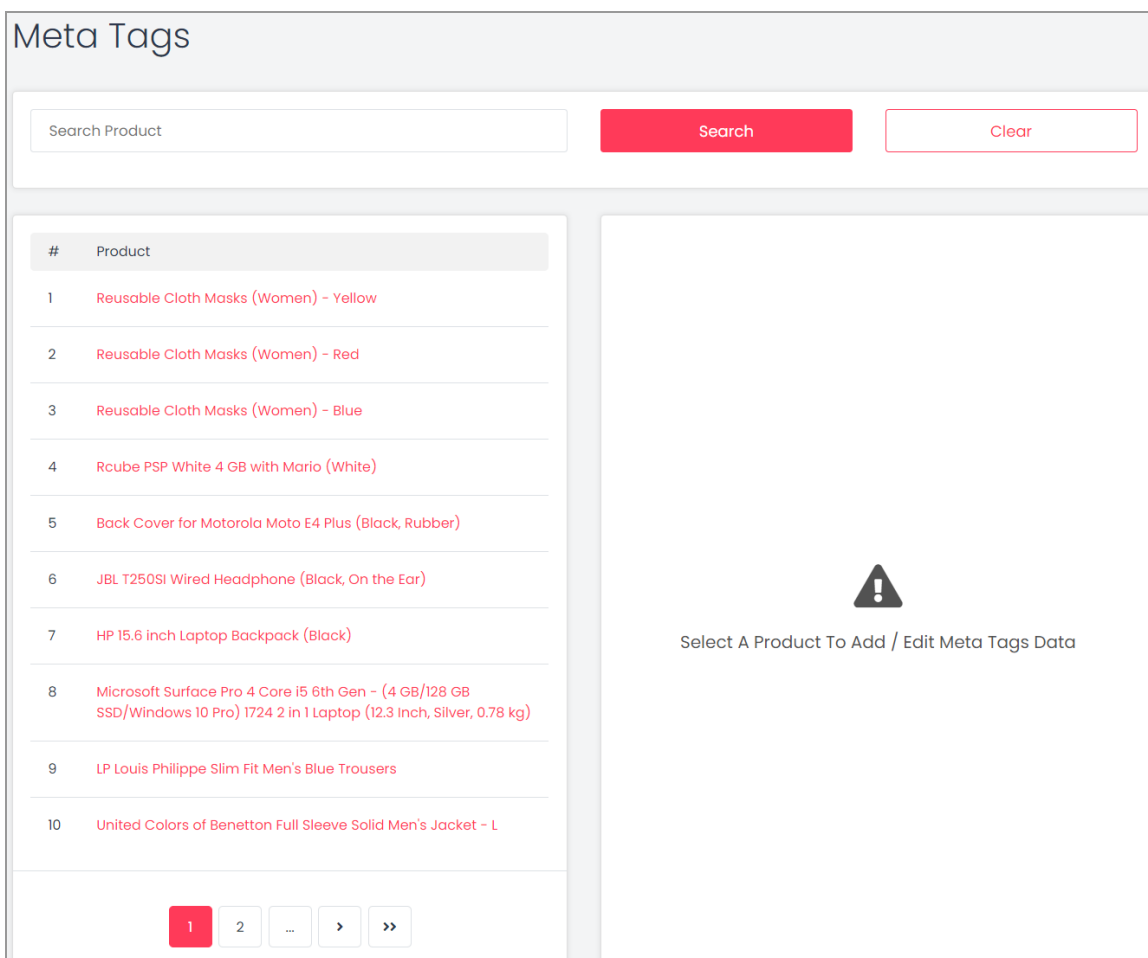 Meta Tags
Search Product
Search
Clear
# Product
1 Reusable Cloth Masks (Women) - Yellow
2 Reusable Cloth Masks (Women) - Red
3 Reusable Cloth Masks (Women) - Blue
4 Rcube PSP White 4 GB with Mario (White)
5 Back Cover for Motorola Moto E4 Plus (Black, Rubber)
6 JBL T250SI Wired Headphone (Black, On the Ear)
7 HP 15.6 inch Laptop Backpack (Black)
8 Microsoft Surface Pro 4 Core i5 6th Gen - (4 GB/128 GB
SSD/Windows 10 Pro) 1724 2 in 1 Laptop (12.3 Inch, Silver, 0.78 kg)
9 LP Louis Philippe Slim Fit Men's Blue Trousers
10 United Colors of Benetton Full Sleeve Solid Men's Jacket - L
1 2 ... > >>
Select A Product To Add / Edit Meta Tags Data